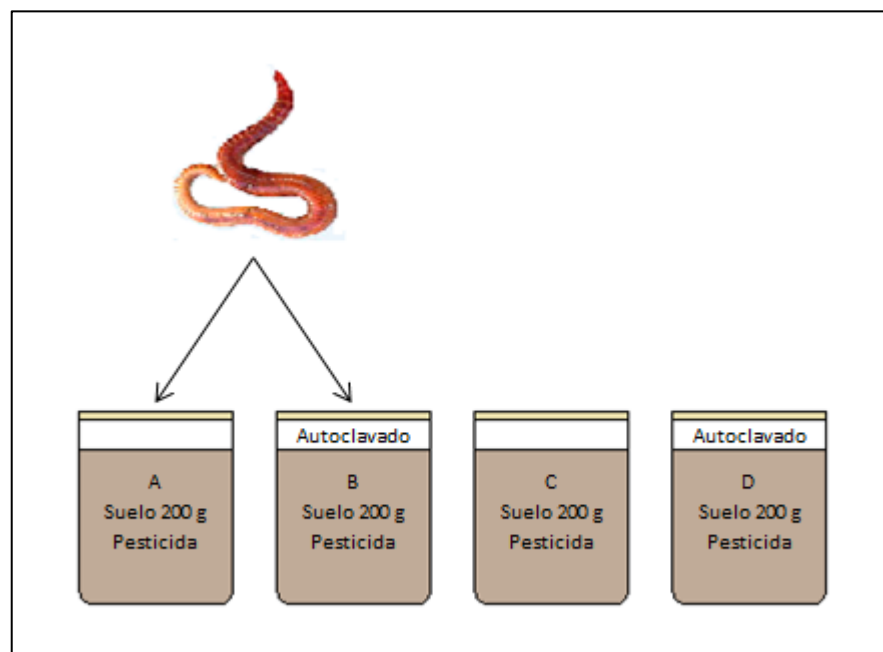 Autoclavado
Autoclavado
A
Suelo 200 g
Pesticida
B
Suelo 200 g
Pesticida
C
Suelo 200 g
Pesticida
D
Suelo 200 g
Pesticida